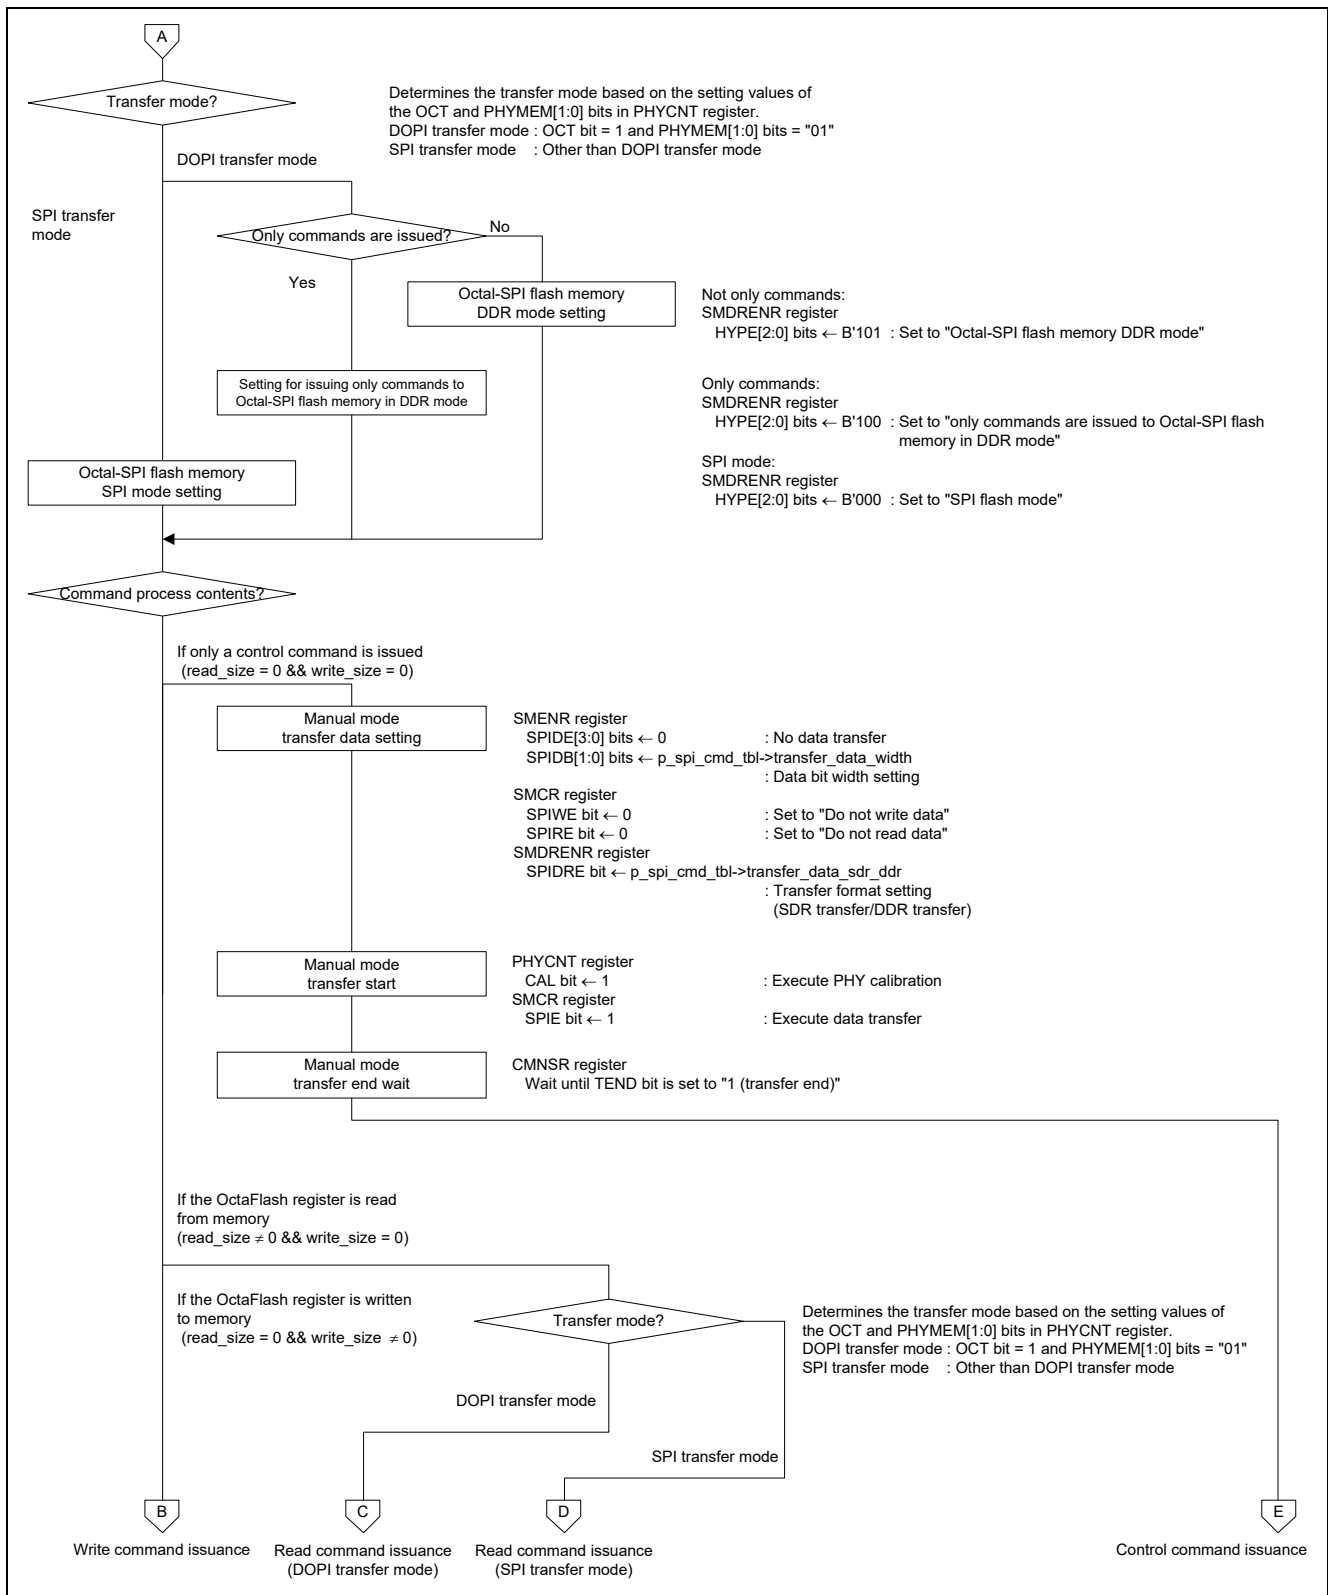 A
Transfer mode?
Determines the transfer mode based on the setting values of
the OCT and PHYMEM[1:0] bits in PHYCNT register.
DOPI transfer mode : OCT bit = 1 and PHYMEM[1:0] bits = "01"
SPI transfer mode : Other than DOPI transfer mode
DOPI transfer mode
SPI transfer
mode
Only commands are issued?
No
Yes
Octal-SPI flash memory
DDR mode setting
Not only commands:
SMDRENR register
HYPE[2:0] bits ← B'101 : Set to "Octal-SPI flash memory DDR mode"
Setting for issuing only commands to
Octal-SPI flash memory in DDR mode
Only commands:
SMDRENR register
HYPE[2:0] bits ← B'100 : Set to "only commands are issued to Octal-SPI flash
memory in DDR mode"
Octal-SPI flash memory
SPI mode setting
SPI mode:
SMDRENR register
HYPE[2:0] bits ← B'000 : Set to "SPI flash mode"
Command process contents?
If only a control command is issued
(read_size = 0 && write_size = 0)
Manual mode
transfer data setting
SMENR register
SPIDE[3:0] bits ← 0 : No data transfer
SPIDB[1:0] bits ← p_spi_cmd_tbl->transfer_data_width
: Data bit width setting
SMCR register
SPIWE bit ← 0 : Set to "Do not write data"
SPIRE bit ← 0 : Set to "Do not read data"
SMDRENR register
SPIDRE bit ← p_spi_cmd_tbl->transfer_data_sdr_ddr
: Transfer format setting
(SDR transfer/DDR transfer)
Manual mode
transfer start
PHYCNT register
CAL bit ← 1 : Execute PHY calibration
SMCR register
SPIE bit ← 1 : Execute data transfer
Manual mode
transfer end wait
CMNSR register
Wait until TEND bit is set to "1 (transfer end)"
If the OctaFlash register is read
from memory
(read_size ≠ 0 && write_size = 0)
If the OctaFlash register is written
to memory
(read_size = 0 && write_size ≠ 0)
Transfer mode?
Determines the transfer mode based on the setting values of
the OCT and PHYMEM[1:0] bits in PHYCNT register.
DOPI transfer mode : OCT bit = 1 and PHYMEM[1:0] bits = "01"
SPI transfer mode : Other than DOPI transfer mode
DOPI transfer mode
SPI transfer mode
B
C
D
E
Write command issuance
Read command issuance
(DOPI transfer mode)
Read command issuance
(SPI transfer mode)
Control command issuance